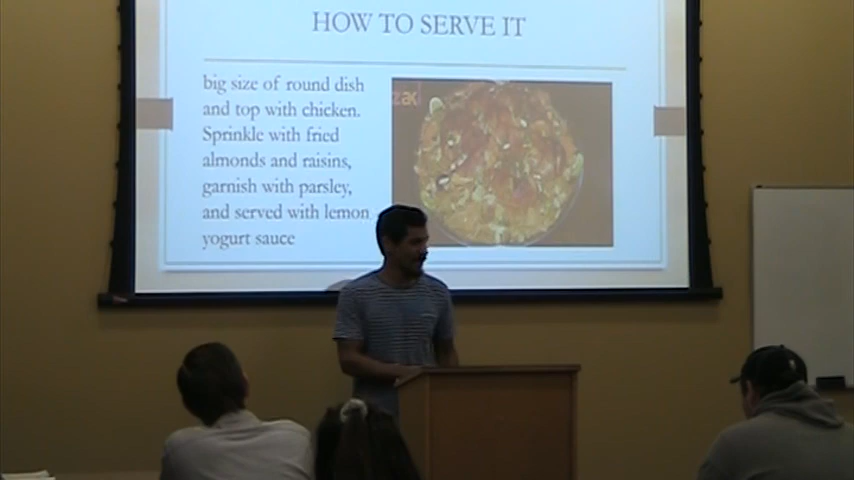 HOW TO SERVE IT
big size of round dish
and top with chicken.
Sprinkle with fried
almonds and raisins,
garnish with parsley,
and served with lemon
yogurt sauce
zaк